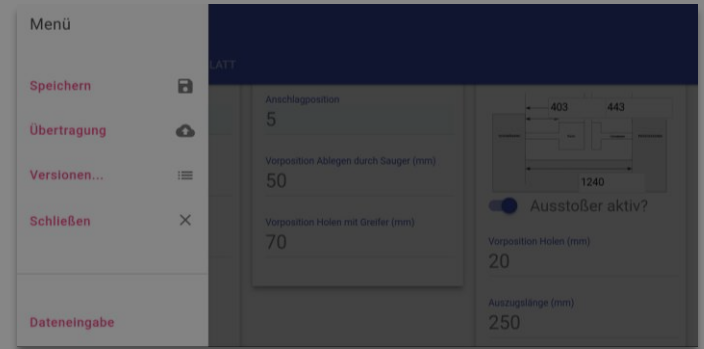 Menü
Speichern
Übertragung
Versionen...
Schließen
Dateneingabe
LATT
Anschlagposition
5
Vorposition Ablegen durch Sauger (mm)
50
Vorposition Holen mit Greifer (mm)
70
403 443
1240
Ausstoßer aktiv?
Vorposition Holen (mm)
20
Auszugslänge (mm)
250